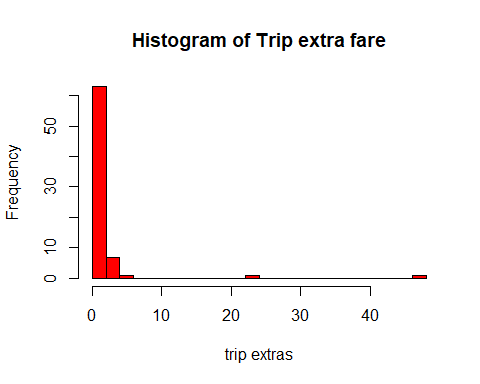 Histogram of Trip extra fare
Frequency
50
30
10
0
0 10 20 30 40
trip extras